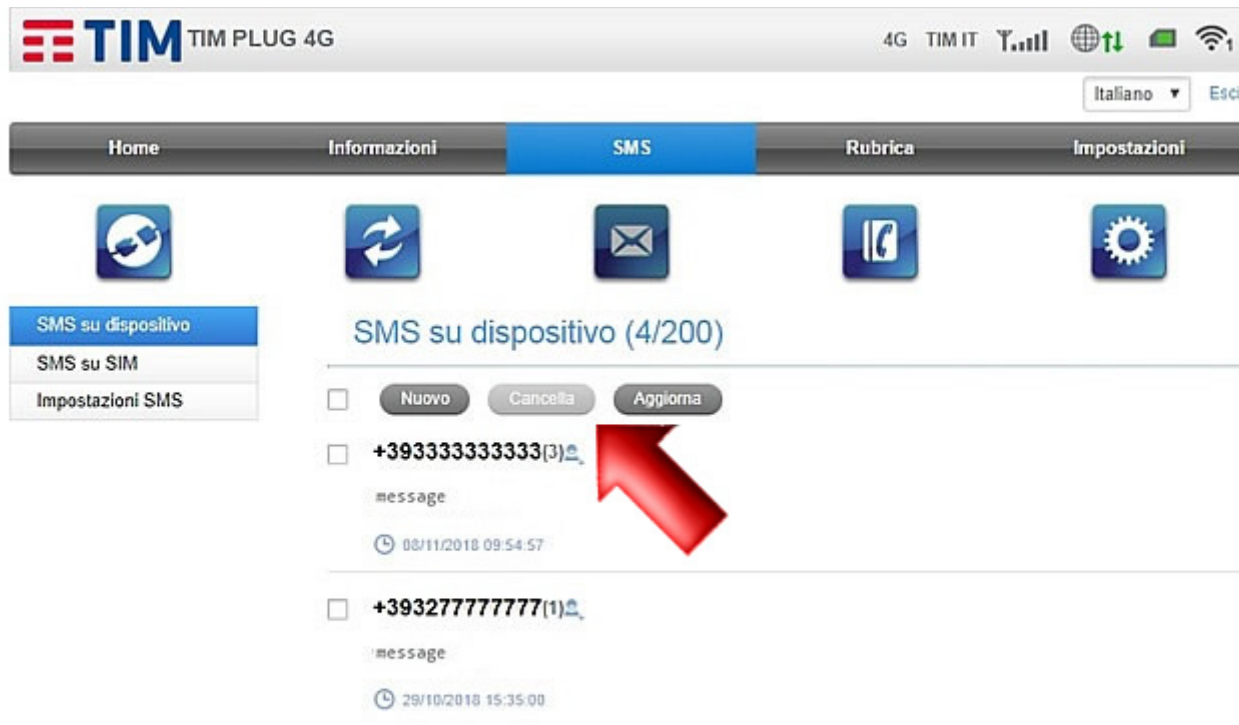 TIM TIM PLUG 4G 4G TIM IT 1
Italiano Esci
Home Informazioni SMS Rubrica Impostazioni
SMS su dispositivo
SMS su SIM
Impostazioni SMS
SMS su dispositivo (4/200)
Nuovo Cancella Aggiorna
+393333333333(3)
message
08/11/2018 09:54:57
+393277777777(1)
message
29/10/2018 15:35:00